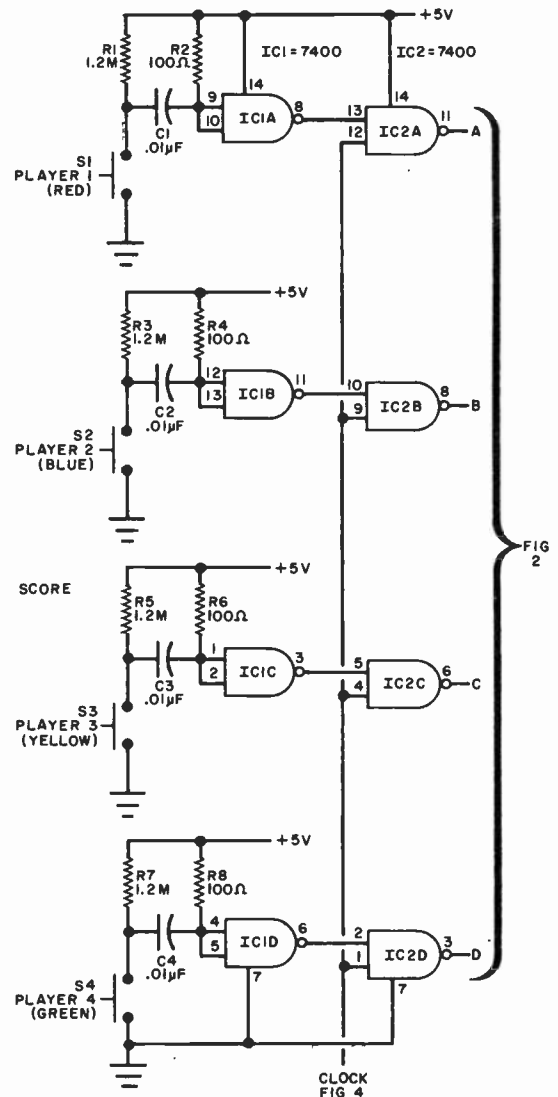 +5V
R1
1.2M
R2
100Ω
IC1=7400
IC2=7400
14
14
9
10
IC1A
8
13
12
IC2A
11
A
C1
.01µF
S1
PLAYER 1
(RED)
+5V
R3
1.2M
R4
100Ω
12
13
IC1B
11
10
9
IC2B
8
B
C2
.01µF
S2
PLAYER 2
(BLUE)
FIG
2
SCORE
+5V
R5
1.2M
R6
100Ω
1
2
IC1C
3
5
4
IC2C
6
C
C3
.01µF
S3
PLAYER 3
(YELLOW)
+5V
R7
1.2M
R8
100Ω
4
5
IC1D
6
2
1
IC2D
3
D
C4
.01µF
7
7
S4
PLAYER 4
(GREEN)
CLOCK
FIG 4